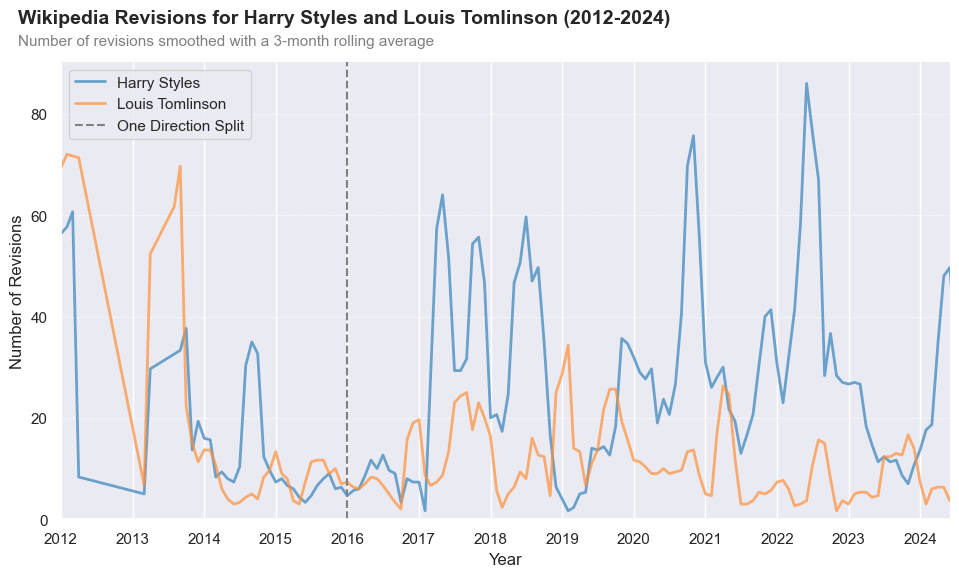 Wikipedia Revisions for Harry Styles and Louis Tomlinson (2012-2024)
Number of revisions smoothed with a 3-month rolling average
Harry Styles
Louis Tomlinson
One Direction Split
Number of Revisions
80
60
40
20
0
2012 2013 2014 2015 2016 2017 2018 2019 2020 2021 2022 2023 2024
Year